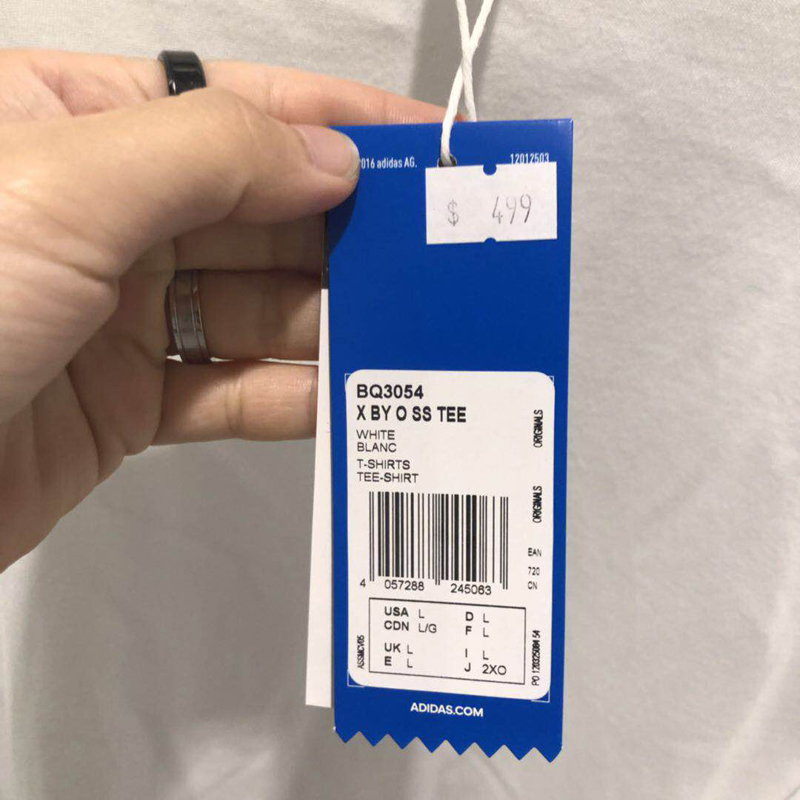 2016 adidas AG.
12012503
$ 499
BQ3054
X BY O SS TEE
WHITE
BLANC
T-SHIRTS
TEE-SHIRT
ORIGINALS
ORIGINALS
EAN
720
CN
4 057288 245063
USA L D L
CDN L/G F L
UK L I L
E L J 2XO
ADIDAS.COM